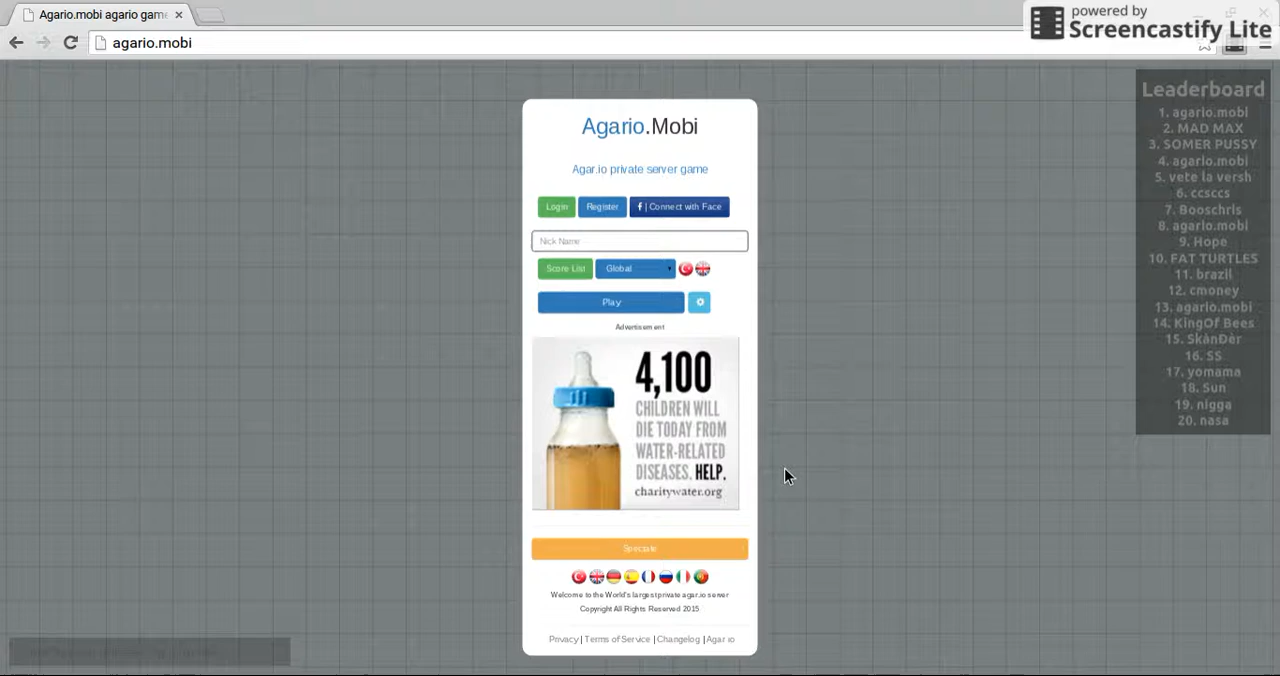 Agario.mobi agario game
powered by
Screencastify Lite
agario.mobi
Leaderboard
1. agario.mobi
2. MAD MAX
3. SOMER PUSSY
4. agarlo.mobi
5. vete la versh
6. ccsccs
7. Booschris
8. agario.mobi
9. Hope
10. FAT TURTLES
11. brazil
12. cmoney
13. agario.mobi
14. KingOf Bees
15. SkànDèr
16. SS
17. yomama
18. Sun
19. nigga
20. nasa
Agario.Mobi
Agar.io private server game
Login Register f | Connect with Face
Nick Name
Score List Global
Play
Advertisement
4,100
CHILDREN WILL
DIE TODAY FROM
WATER-RELATED
DISEASES. HELP.
charitywater.org
Spectate
Welcome to the World's largest private agar.io server
Copyright All Rights Reserved 2015
Privacy | Terms of Service | Changelog | Agar io